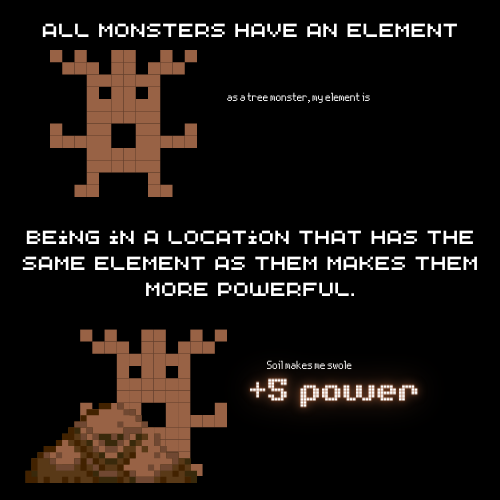 ALL MONSTERS HAVE AN ELEMENT
as a tree monster, my element is
BEiNG iN A LOCATiON THAT HAS THE
SAME ELEMENT AS THEM MAKES THEM
MORE POWERFUL.
Soil makes me swole
+5 power